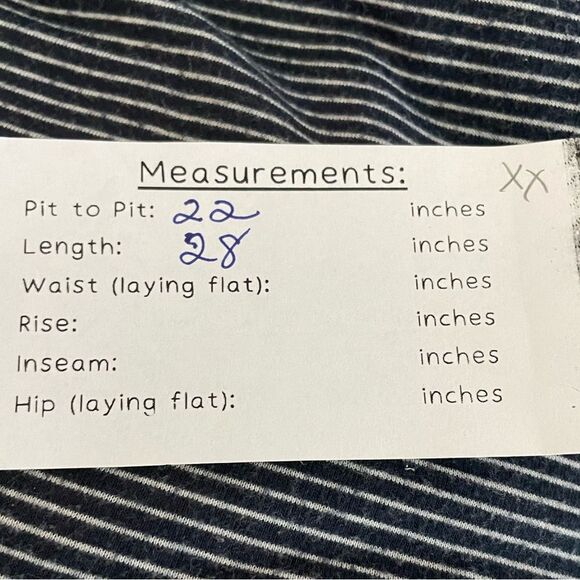 Measurements: XX
Pit to Pit: 22 inches
Length: 28 inches
Waist (laying flat): inches
Rise: inches
Inseam: inches
Hip (laying flat): inches